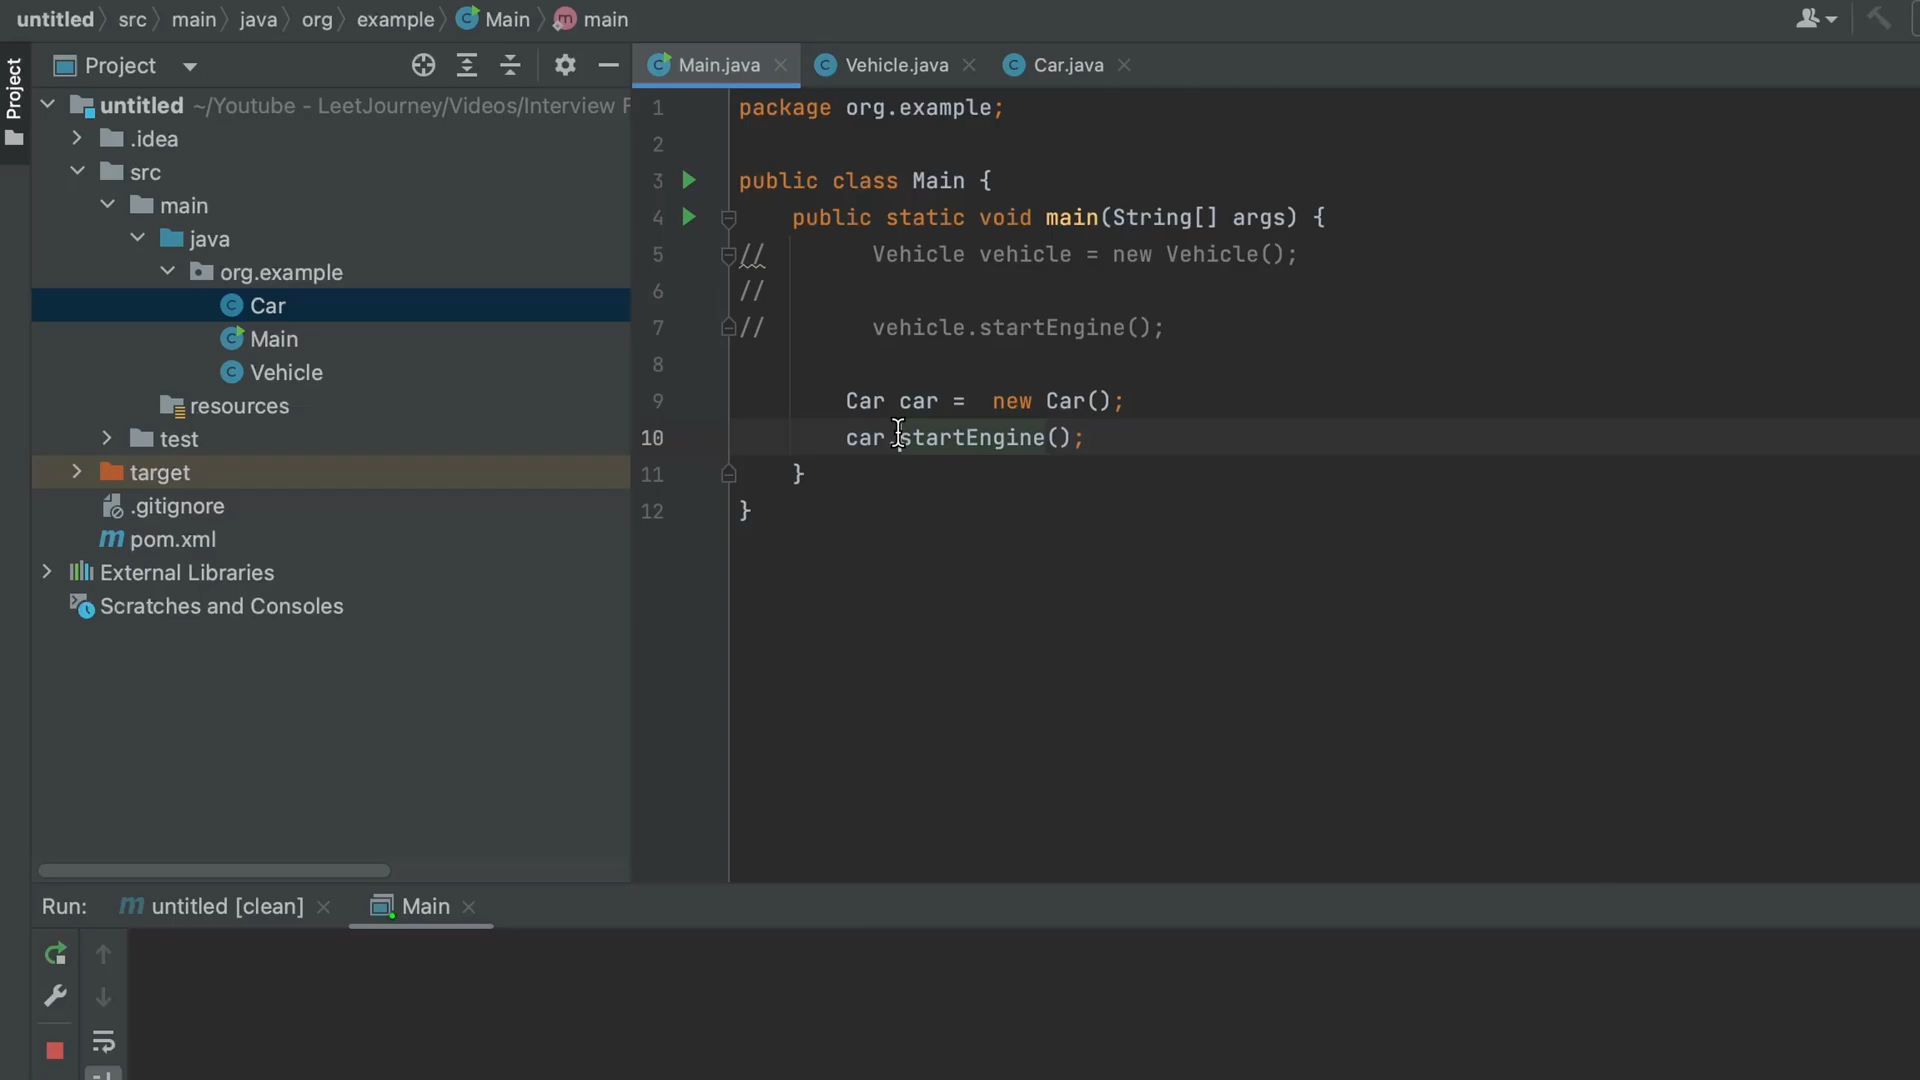 untitled src main java org example Main main
Project
Project
Main.java Vehicle.java Car.java
untitled ~/Youtube - LeetJourney/Videos/Interview F
.idea
src
main
java
org.example
Car
Main
Vehicle
resources
test
target
.gitignore
pom.xml
External Libraries
Scratches and Consoles
1 package org.example;
2
3 public class Main {
4 public static void main(String[] args) {
5 // Vehicle vehicle = new Vehicle();
6 //
7 // vehicle.startEngine();
8
9 Car car =  new Car();
10 car.startEngine();
11 }
12 }
Run: untitled [clean] Main